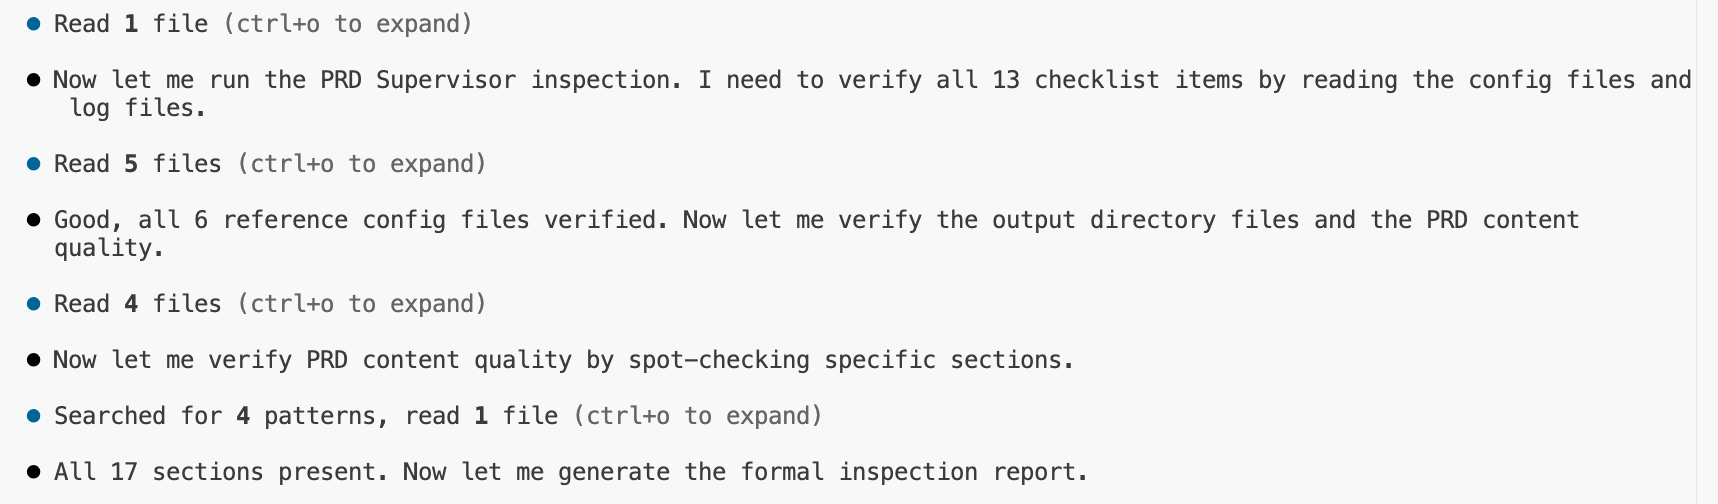 ● Read 1 file (ctrl+o to expand)
● Now let me run the PRD Supervisor inspection. I need to verify all 13 checklist items by reading the config files and
log files.
● Read 5 files (ctrl+o to expand)
● Good, all 6 reference config files verified. Now let me verify the output directory files and the PRD content
quality.
● Read 4 files (ctrl+o to expand)
● Now let me verify PRD content quality by spot-checking specific sections.
● Searched for 4 patterns, read 1 file (ctrl+o to expand)
● All 17 sections present. Now let me generate the formal inspection report.